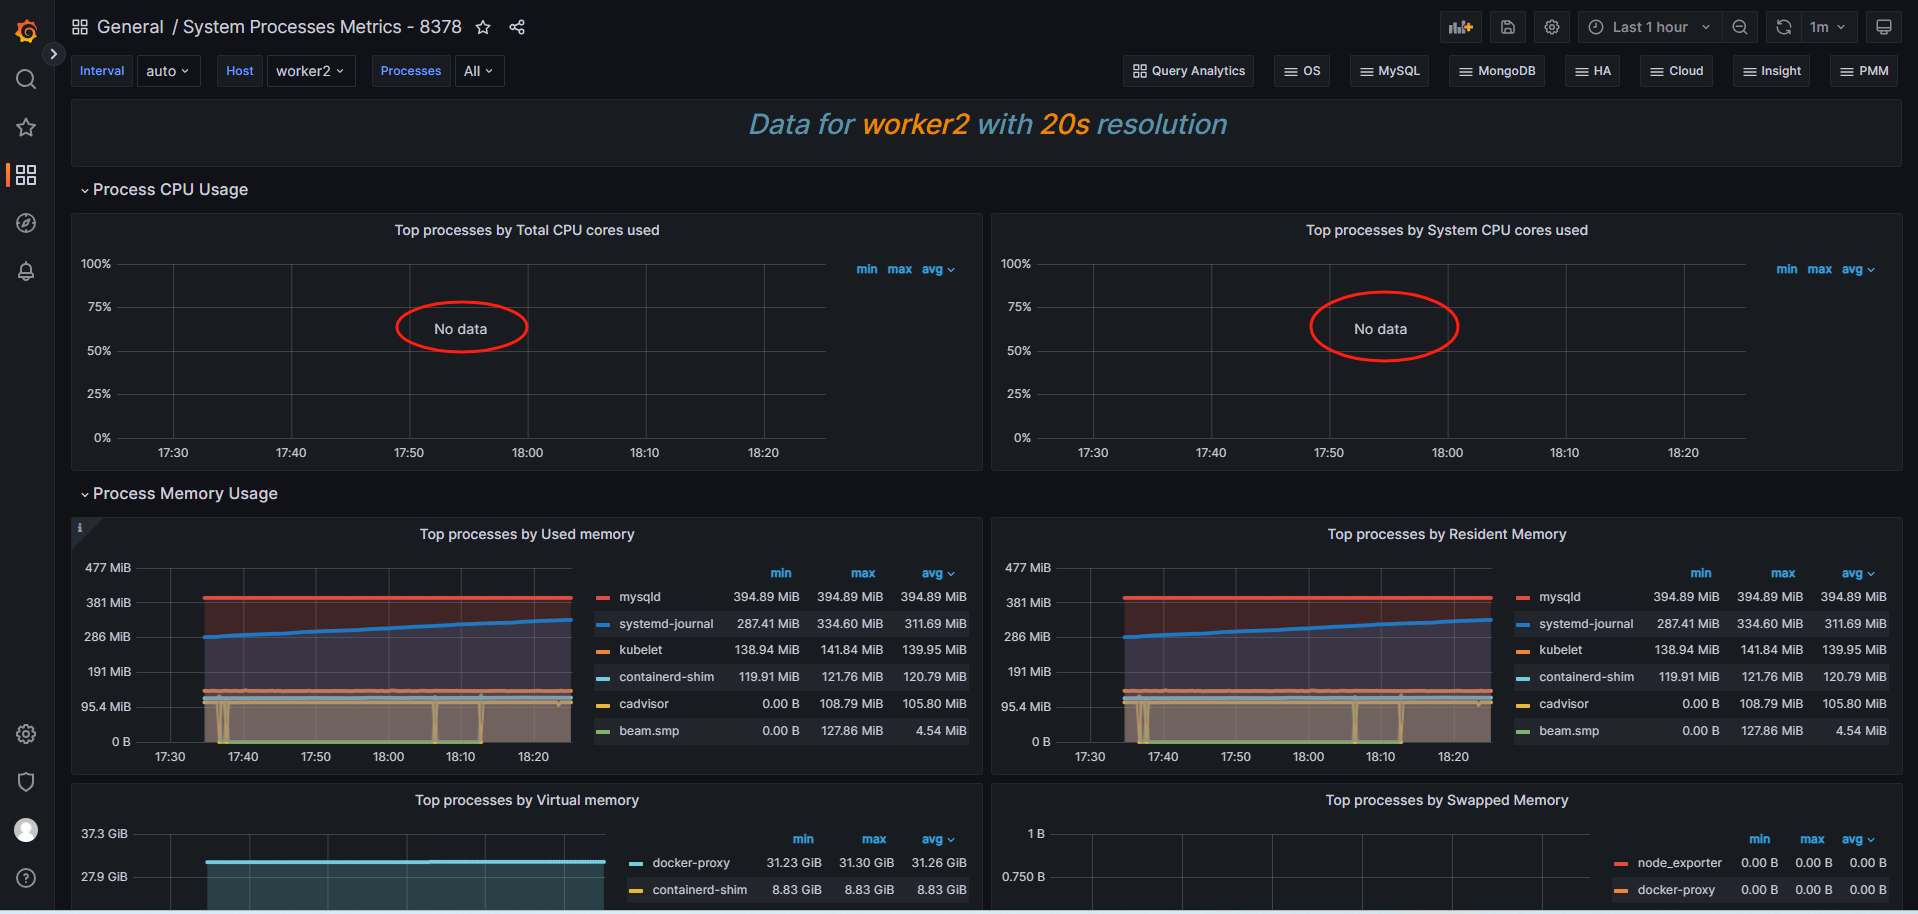 General / System Processes Metrics - 8378
Last 1 hour
1m
Interval auto Host worker2 Processes All
Query Analytics OS MySQL MongoDB HA Cloud Insight PMM
Data for worker2 with 20s resolution
Process CPU Usage
Top processes by Total CPU cores used
min max avg
100%
75%
50%
25%
0%
No data
17:30 17:40 17:50 18:00 18:10 18:20
Top processes by System CPU cores used
min max avg
100%
75%
50%
25%
0%
No data
17:30 17:40 17:50 18:00 18:10 18:20
Process Memory Usage
i
Top processes by Used memory
477 MiB
381 MiB
286 MiB
191 MiB
95.4 MiB
0 B
17:30 17:40 17:50 18:00 18:10 18:20
min max avg
mysqld 394.89 MiB 394.89 MiB 394.89 MiB
systemd-journal 287.41 MiB 334.60 MiB 311.69 MiB
kubelet 138.94 MiB 141.84 MiB 139.95 MiB
containerd-shim 119.91 MiB 121.76 MiB 120.79 MiB
cadvisor 0.00 B 108.79 MiB 105.80 MiB
beam.smp 0.00 B 127.86 MiB 4.54 MiB
Top processes by Resident Memory
477 MiB
381 MiB
286 MiB
191 MiB
95.4 MiB
0 B
17:30 17:40 17:50 18:00 18:10 18:20
min max avg
mysqld 394.89 MiB 394.89 MiB 394.89 MiB
systemd-journal 287.41 MiB 334.60 MiB 311.69 MiB
kubelet 138.94 MiB 141.84 MiB 139.95 MiB
containerd-shim 119.91 MiB 121.76 MiB 120.79 MiB
cadvisor 0.00 B 108.79 MiB 105.80 MiB
beam.smp 0.00 B 127.86 MiB 4.54 MiB
Top processes by Virtual memory
37.3 GiB
27.9 GiB
min max avg
docker-proxy 31.23 GiB 31.30 GiB 31.26 GiB
containerd-shim 8.83 GiB 8.83 GiB 8.83 GiB
Top processes by Swapped Memory
1 B
0.750 B
min max avg
node_exporter 0.00 B 0.00 B 0.00 B
docker-proxy 0.00 B 0.00 B 0.00 B